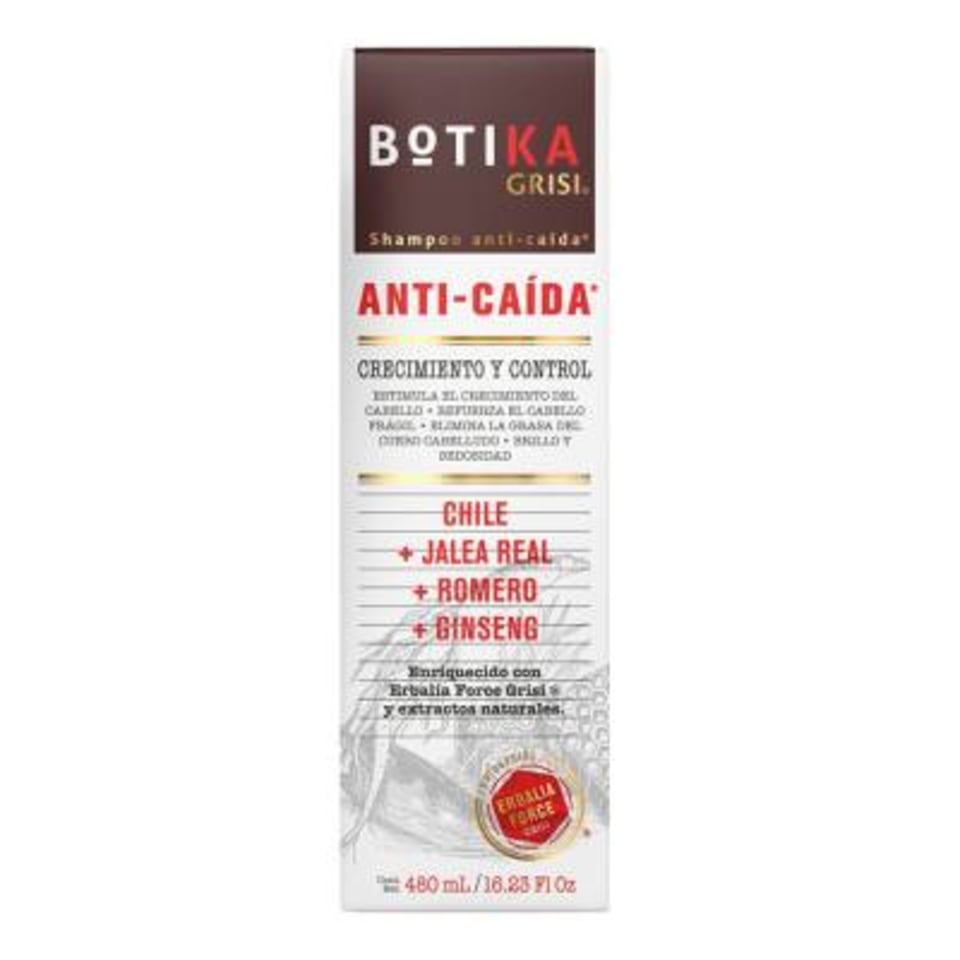 BºTIKA
GRISI®
Shampoo anti-caída*
ANTI-CAÍDA*
CRECIMIENTO Y CONTROL
ESTIMULA EL CRECIMIENTO DEL
CABELLO • REFUERZA EL CABELLO
FRÁGIL • ELIMINA LA GRASA DEL
CUERO CABELLUDO • BRILLO Y
SEDOSIDAD
CHILE
+ JALEA REAL
+ ROMERO
+ GINSENG
Enriquecido con
Erbalia Force Grisi ®
y extractos naturales.
ERBALIA
FORCE
GRISI
Cont. Net. 480 mL/16.23 Fl Oz